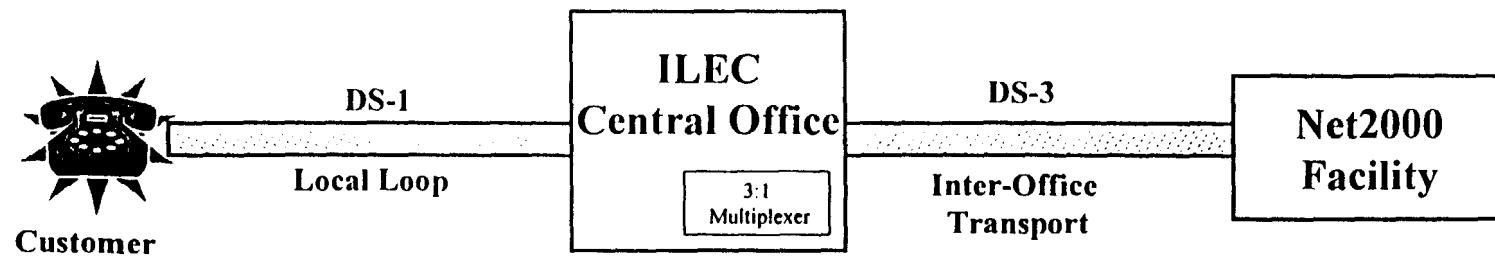 DS-1
Local Loop
Customer
ILEC
Central Office
3:1
Multiplexer
DS-3
Inter-Office
Transport
Net2000
Facility